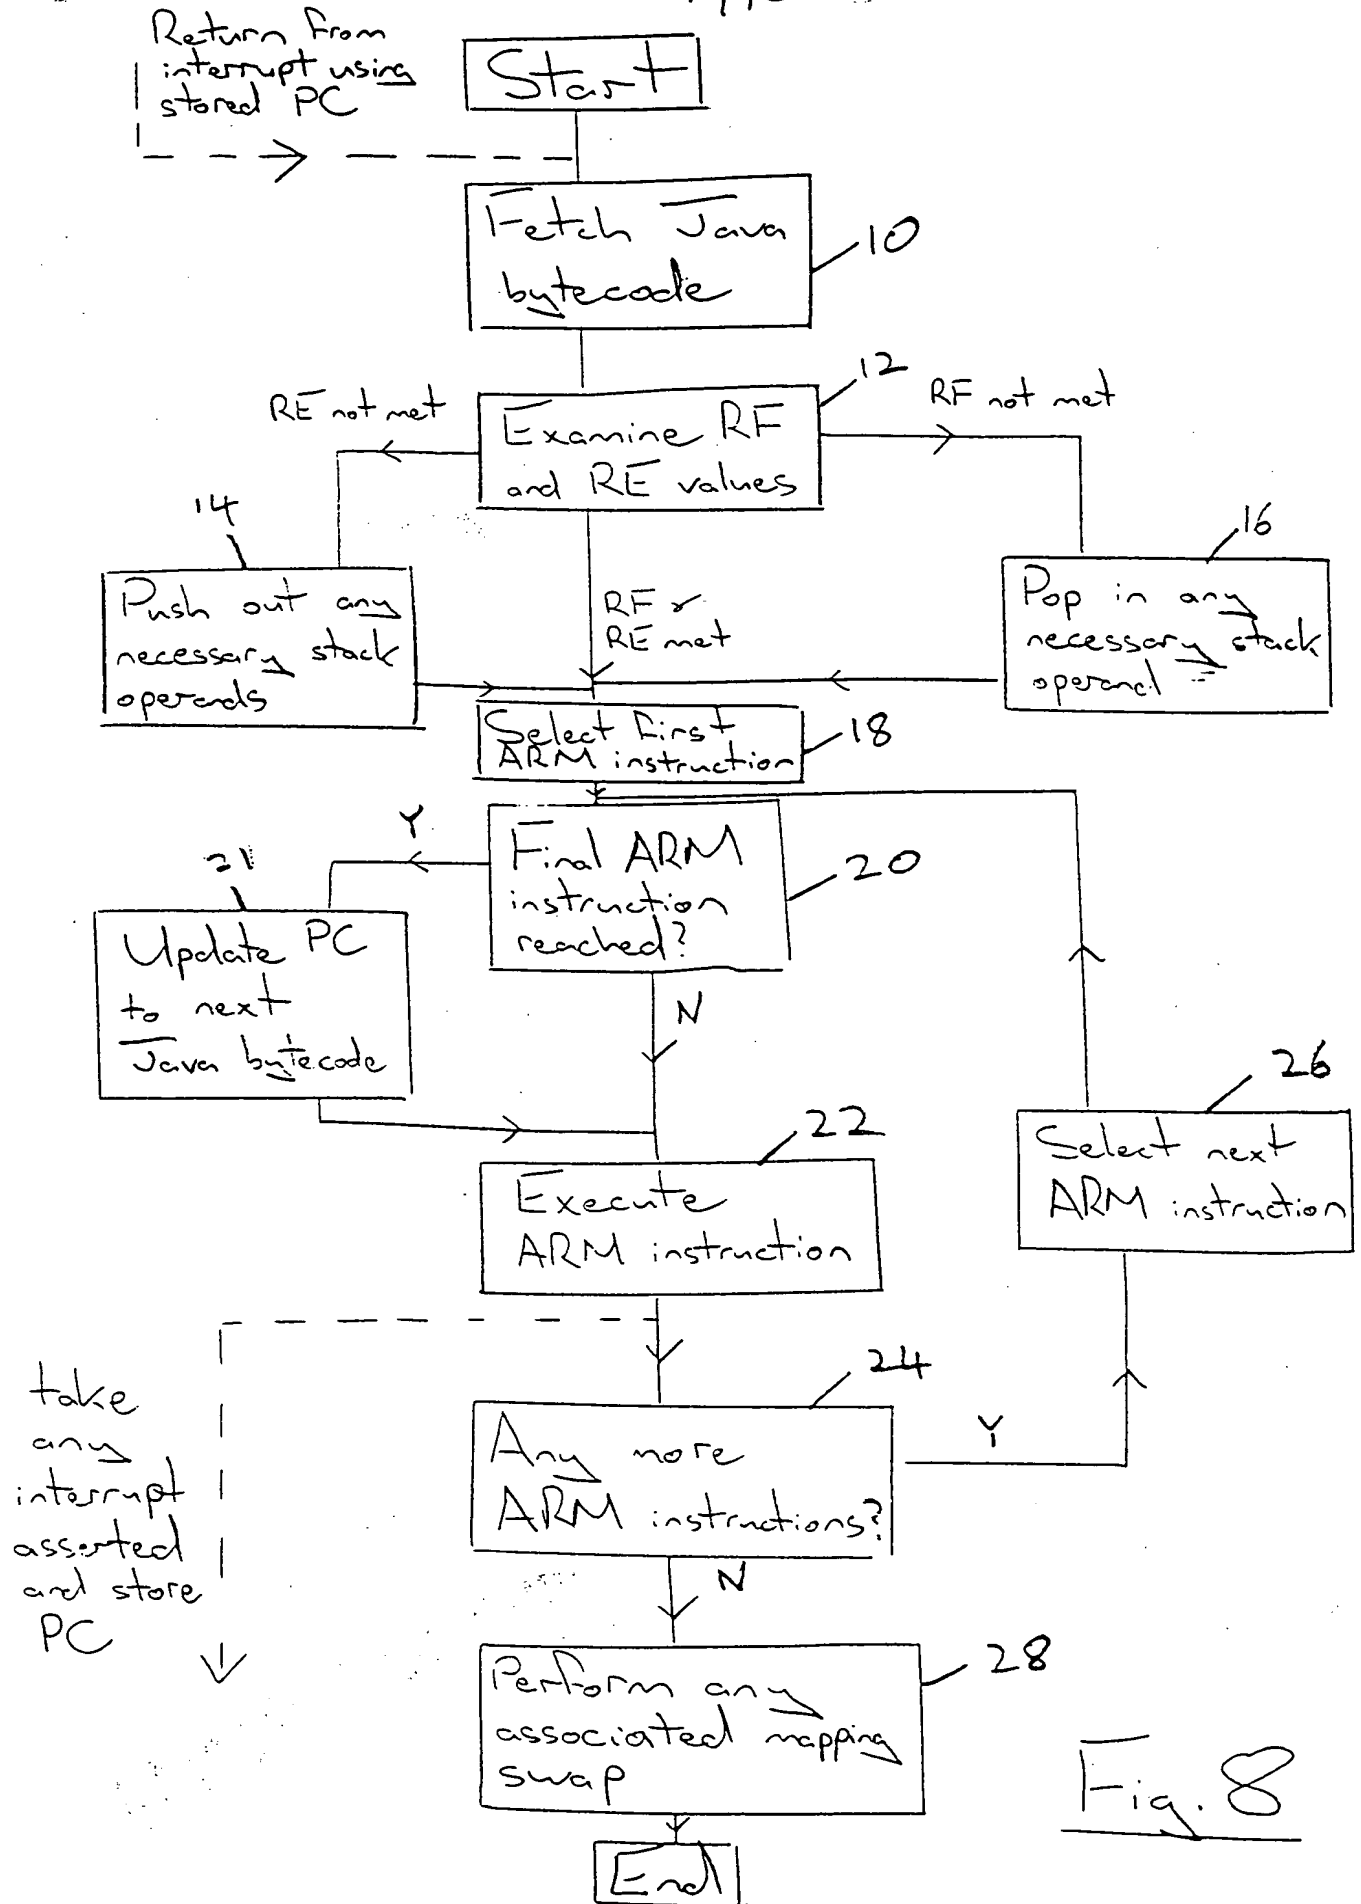 Return from
interrupt using
stored PC
Start
Fetch Java
bytecode
10
12
RE not met
Examine RF
and RE values
RF not met
14
16
Push out any
necessary stack
operands
RF &
RE met
Pop in any
necessary stack
operand
Select First
ARM instruction
18
Y
Final ARM
instruction
reached?
20
21
Update PC
to next
Java bytecode
N
26
Select next
ARM instruction
22
Execute
ARM instruction
24
take
any
interrupt
asserted
and store
PC
Any more
ARM instructions?
Y
N
28
Perform any
associated mapping
swap
Fig. 8
End